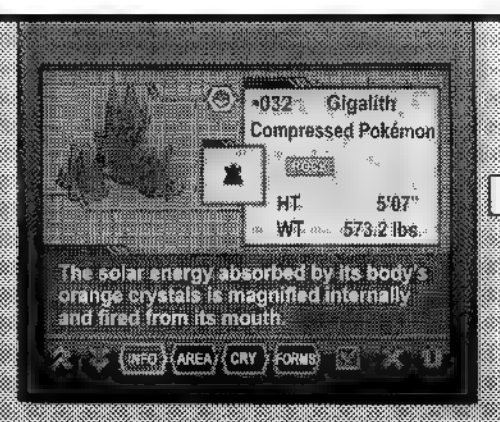 032 Gigalith
Compressed Pokémon
ROCK
HT 5'07"
WT 573.2 lbs.
The solar energy absorbed by its body's
orange crystals is magnified internally
and fired from its mouth.
INFO AREA CRY FORMS